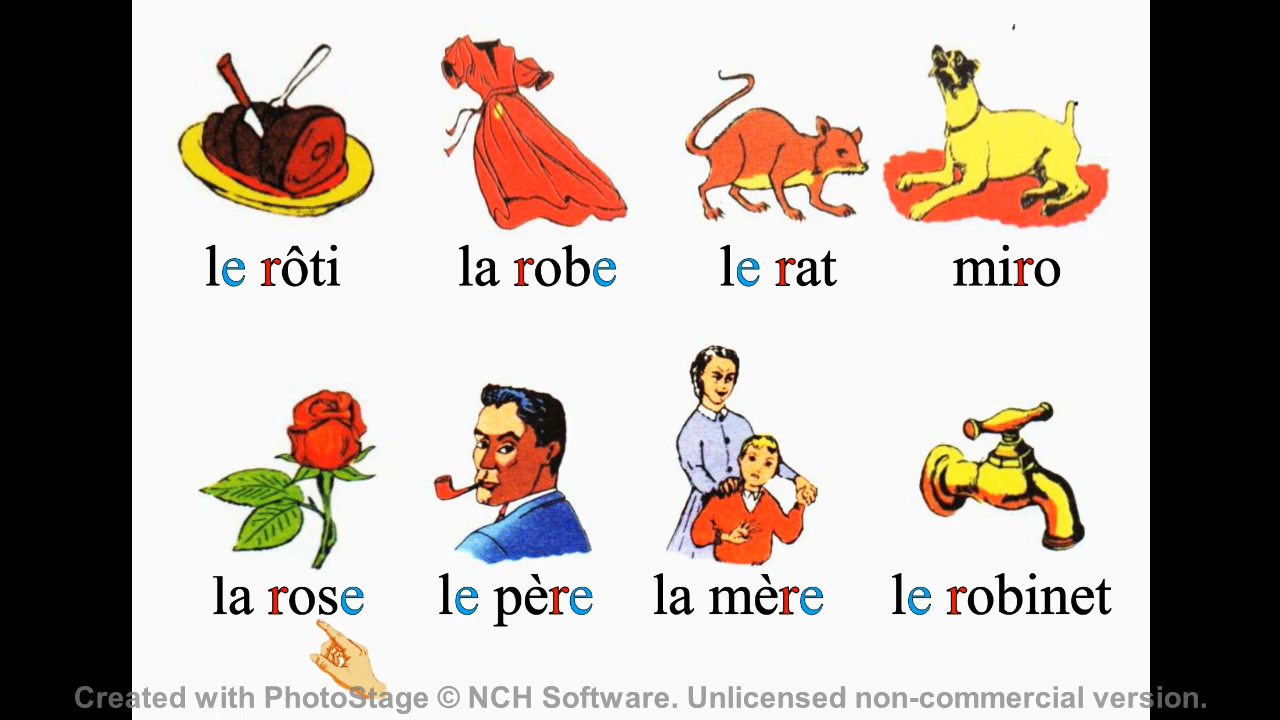 le rôti la robe le rat miro
la rose le père la mère le robinet
Created with PhotoStage © NCH Software. Unlicensed non-commercial version.